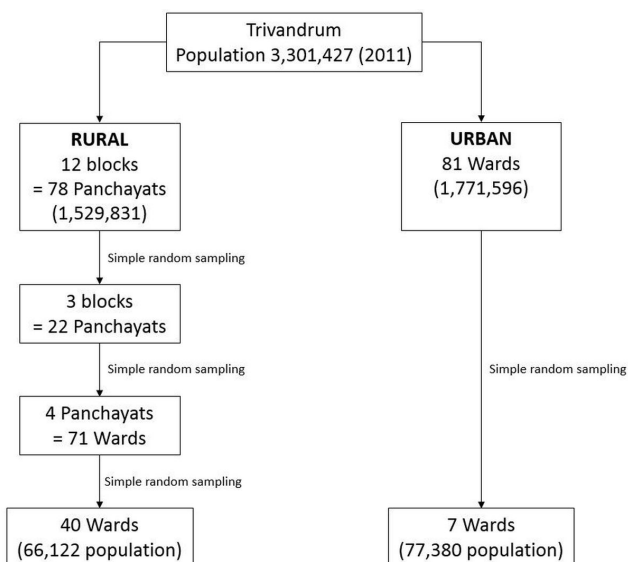 Trivandrum
Population 3,301,427 (2011)
RURAL
12 blocks
= 78 Panchayats
(1,529,831)
URBAN
81 Wards
(1,771,596)
Simple random sampling
3 blocks
= 22 Panchayats
Simple random sampling
Simple random sampling
4 Panchayats
= 71 Wards
Simple random sampling
40 Wards
(66,122 population)
7 Wards
(77,380 population)